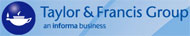 Taylor & Francis Group
an informa business